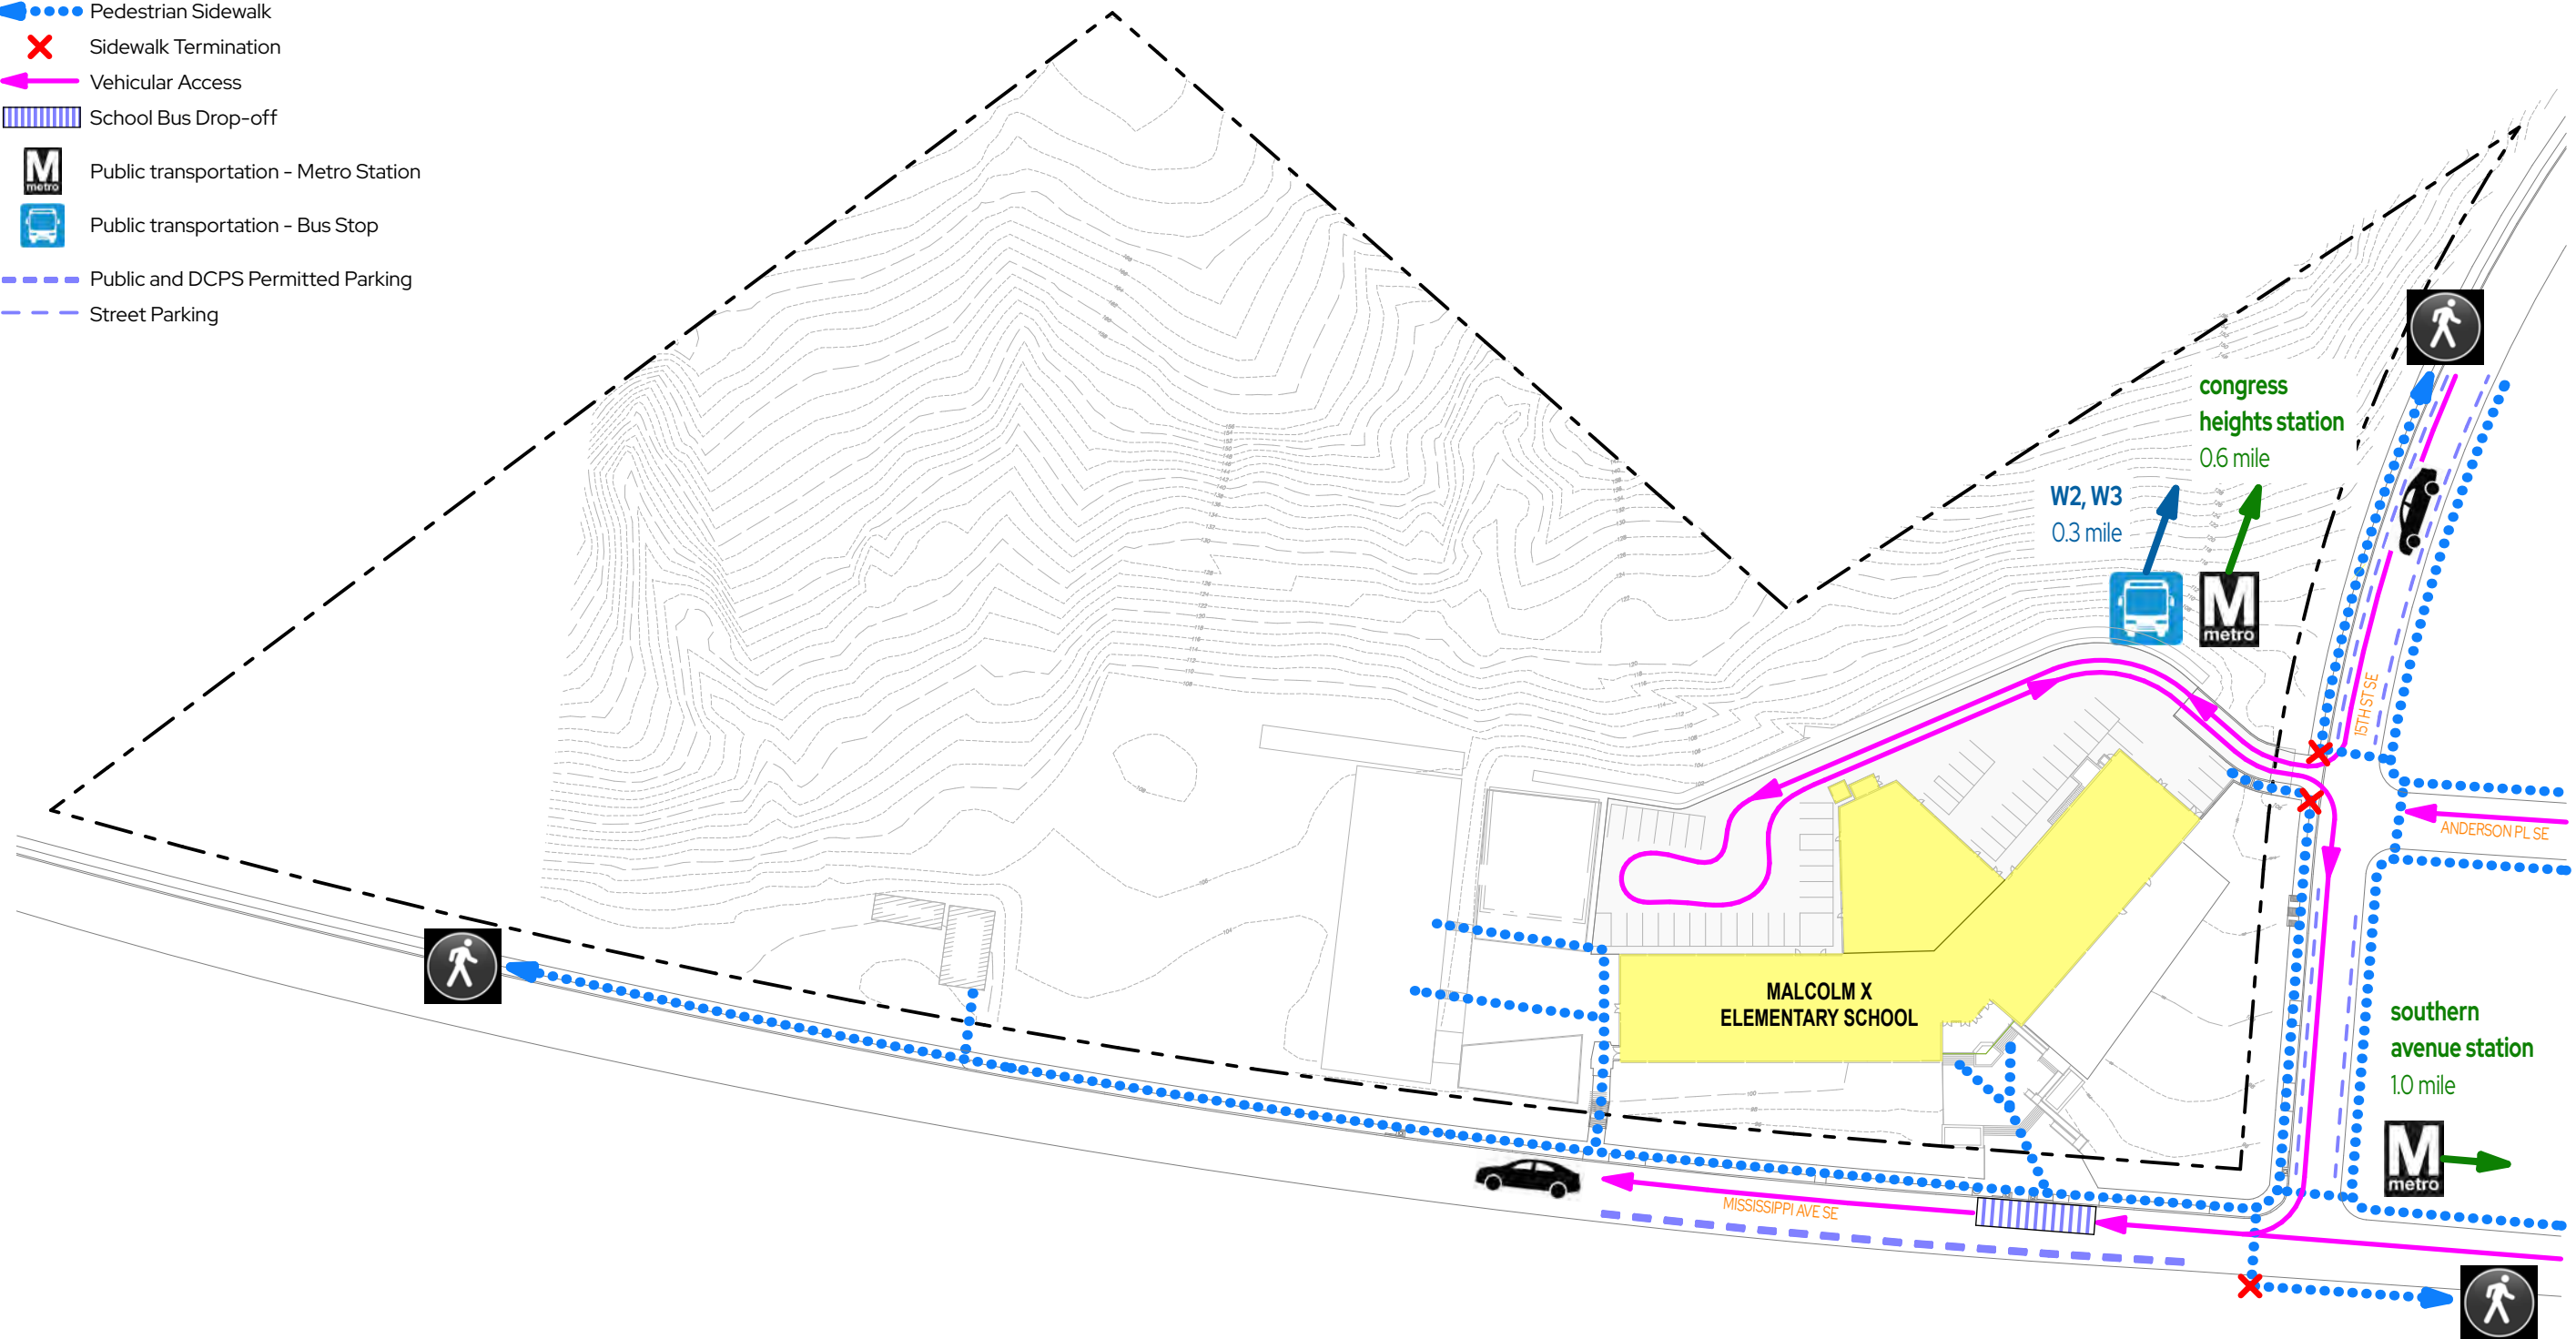 Pedestrian Sidewalk
Sidewalk Termination
Vehicular Access
School Bus Drop-off
M
metro
Public transportation - Metro Station
Public transportation - Bus Stop
Public and DCPS Permitted Parking
Street Parking
congress
heights station
0.6 mile
W2, W3
0.3 mile
M
metro
15TH ST SE
ANDERSON PL SE
MALCOLM X
ELEMENTARY SCHOOL
southern
avenue station
1.0 mile
M
metro
MISSISSIPPI AVE SE